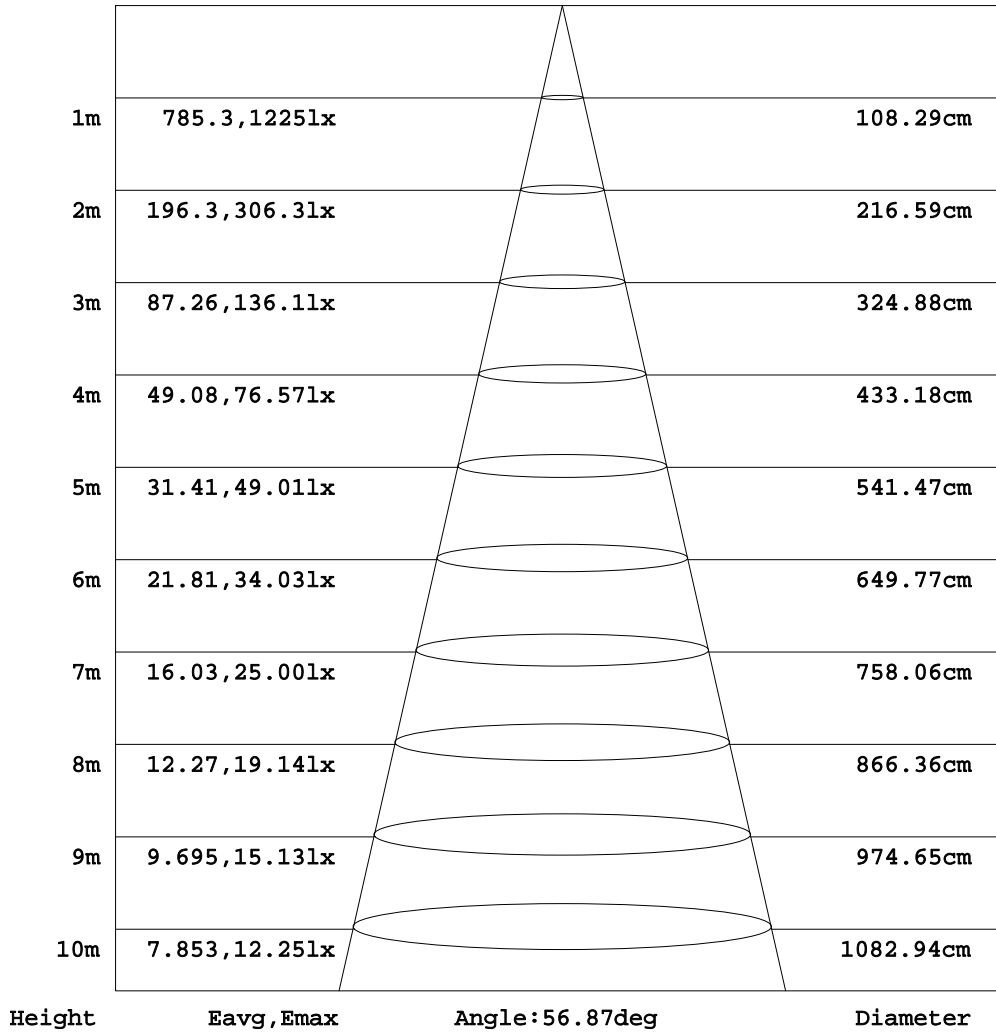 1m 785.3,1225lx 108.29cm
2m 196.3,306.3lx 216.59cm
3m 87.26,136.1lx 324.88cm
4m 49.08,76.57lx 433.18cm
5m 31.41,49.01lx 541.47cm
6m 21.81,34.03lx 649.77cm
7m 16.03,25.00lx 758.06cm
8m 12.27,19.14lx 866.36cm
9m 9.695,15.13lx 974.65cm
10m 7.853,12.25lx 1082.94cm
Height Eavg,Emax Angle:56.87deg Diameter